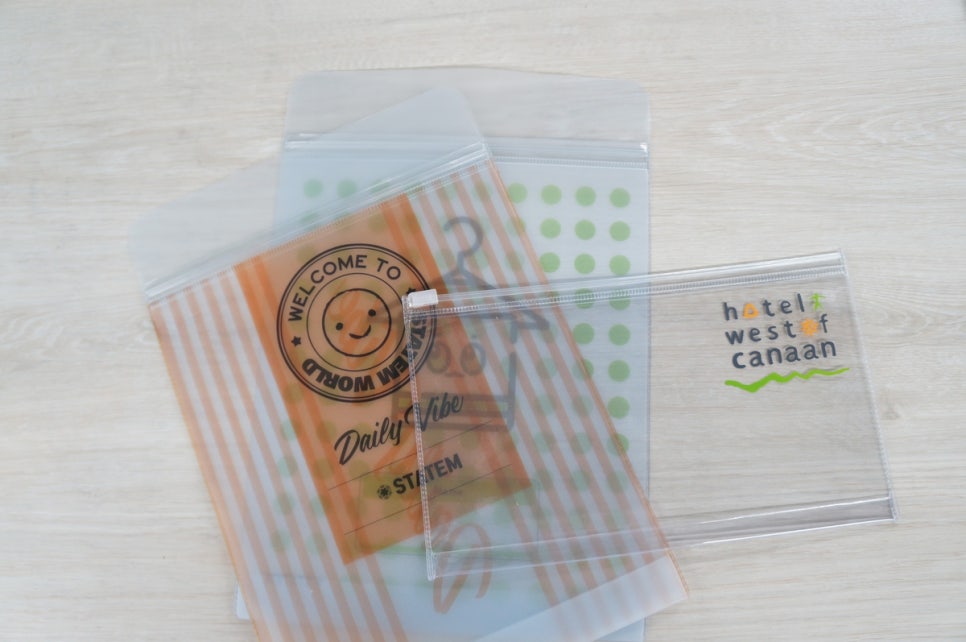 WELCOME TO
STATEM WORLD
Daily Vibe
STATEM
hotel
west of
canaan